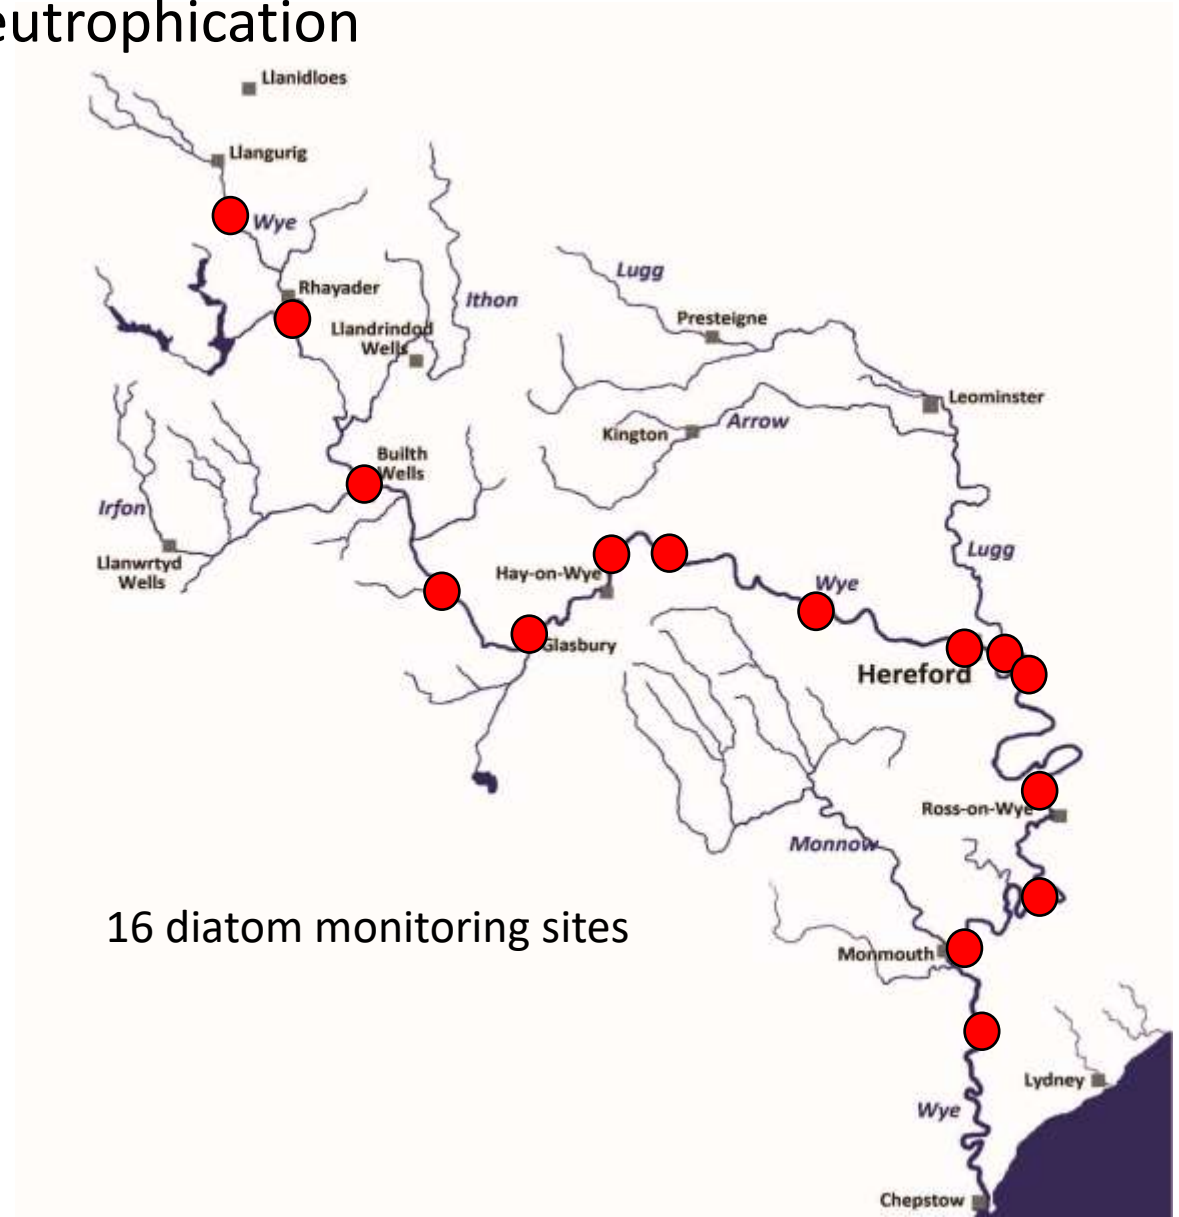 eutrophication
Llanidloes
Llangurig
Wye
Rhayader
Llandrindod
Wells
Ithon
Lugg
Presteigne
Leominster
Arrow
Kington
Builth
Wells
Irfon
Llanwrtyd
Wells
Lugg
Hay-on-Wye
Wye
Glasbury
Hereford
Ross-on-Wye
Monnow
16 diatom monitoring sites
Monmouth
Lydney
Wye
Chepstow